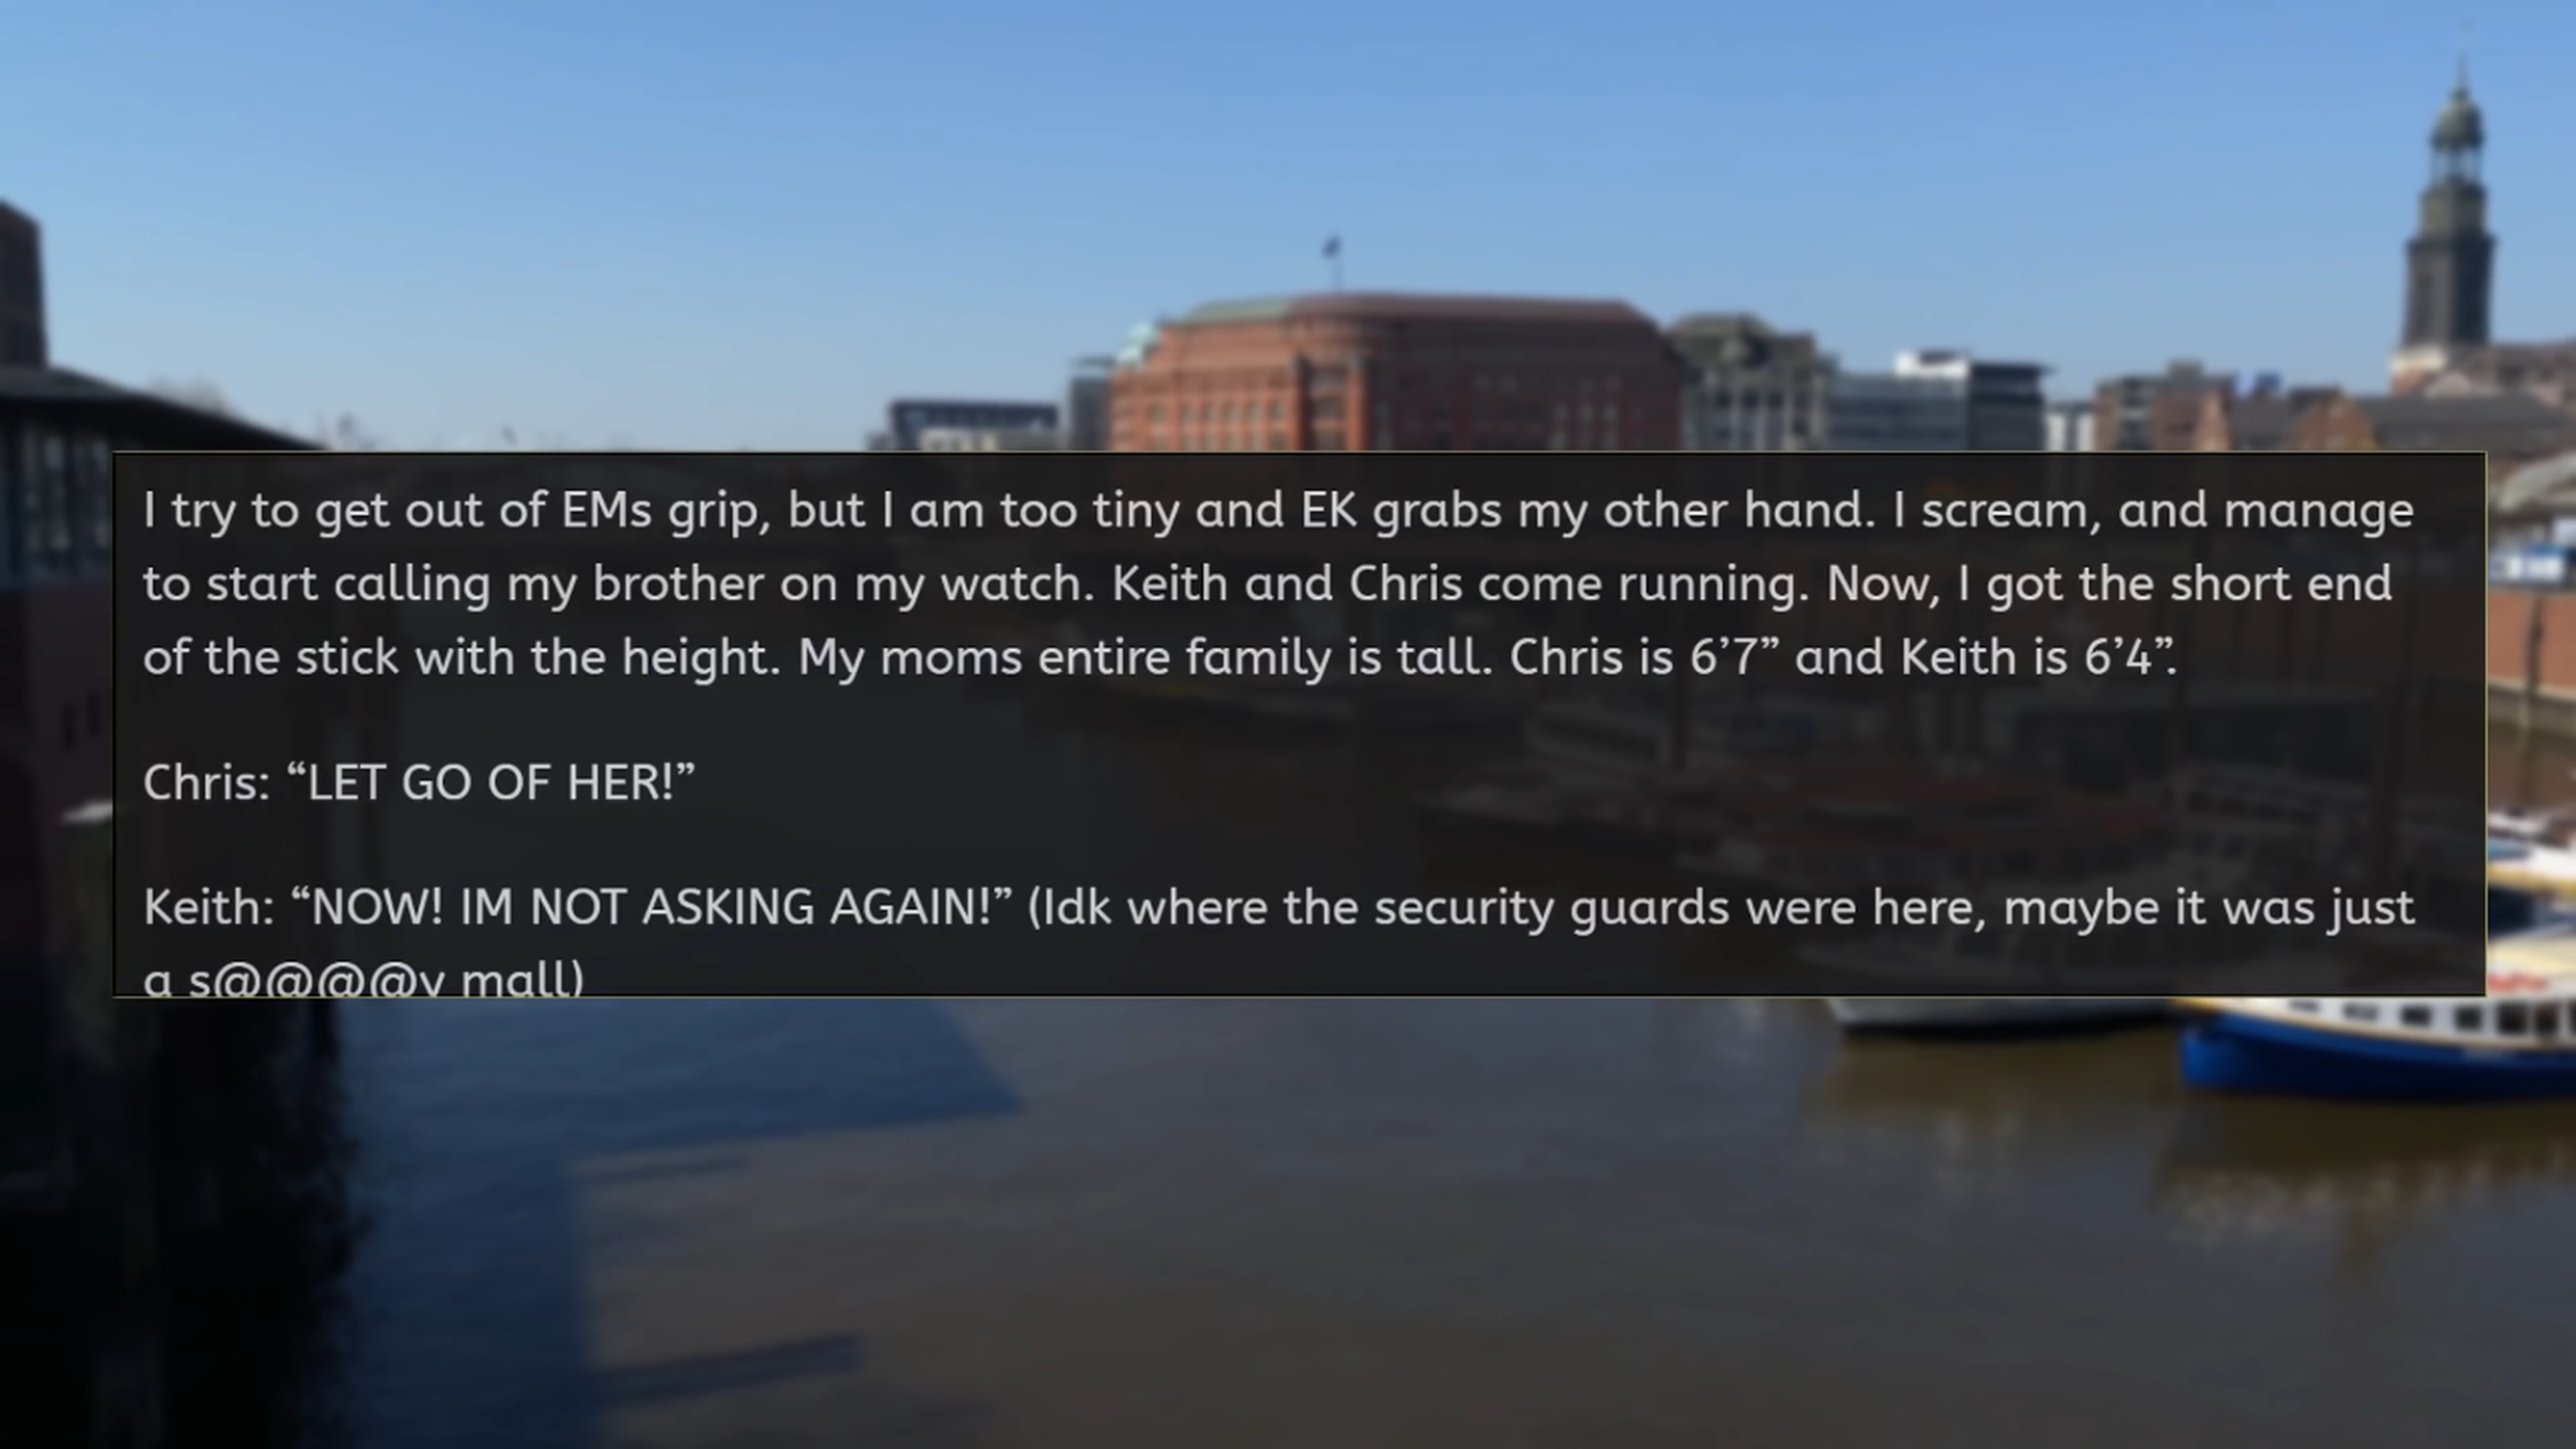 I try to get out of EMs grip, but I am too tiny and EK grabs my other hand. I scream, and manage
to start calling my brother on my watch. Keith and Chris come running. Now, I got the short end
of the stick with the height. My moms entire family is tall. Chris is 6’7” and Keith is 6’4”.
Chris: “LET GO OF HER!”
Keith: “NOW! IM NOT ASKING AGAIN!” (Idk where the security guards were here, maybe it was just
a s@@@@y mall)